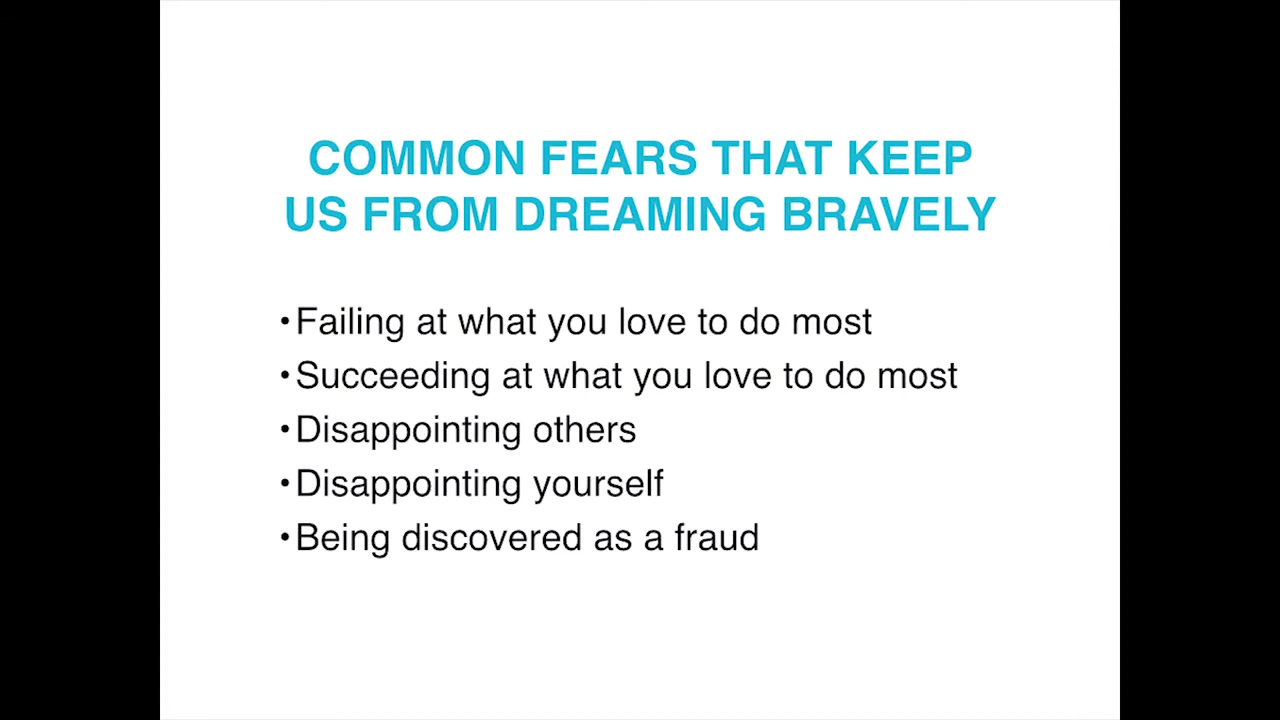 COMMON FEARS THAT KEEP
US FROM DREAMING BRAVELY
•Failing at what you love to do most
•Succeeding at what you love to do most
•Disappointing others
•Disappointing yourself
•Being discovered as a fraud